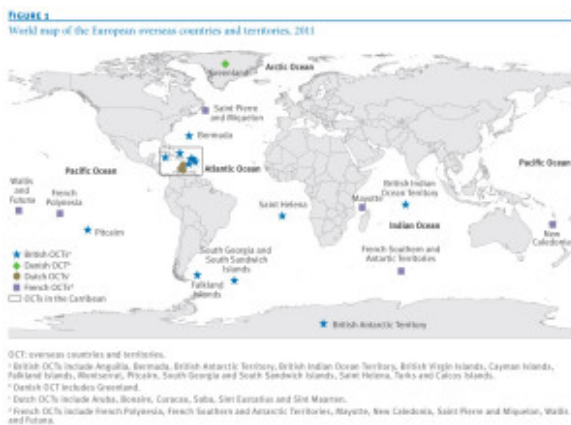 FIGURE 1
World map of the European overseas countries and territories, 2011
Arctic Ocean
Greenland
Saint Pierre
and Miquelon
Bermuda
Pacific Ocean
Atlantic Ocean
Pacific Ocean
Wallis
and
Futuna
French
Polynesia
Pitcairn
Saint Helena
Mayotte
British Indian
Ocean Territory
Indian Ocean
New
Caledonia
South Georgia and
South Sandwich
Islands
French Southern and
Antartic Territories
Falkland
Islands
British OCTsᵃ
Danish OCTᵇ
Dutch OCTsᶜ
French OCTsᵈ
OCTs in the Carribean
British Antarctic Territory
OCT: overseas countries and territories.
ᵃ British OCTs include Anguilla, Bermuda, British Antarctic Territory, British Indian Ocean Territory, British Virgin Islands, Cayman Islands,
Falkland Islands, Montserrat, Pitcairn, South Georgia and South Sandwich Islands, Saint Helena, Turks and Caicos Islands.
ᵇ Danish OCT includes Greenland.
ᶜ Dutch OCTs include Aruba, Bonaire, Curacao, Saba, Sint Eustatius and Sint Maarten.
ᵈ French OCTs include French Polynesia, French Southern and Antarctic Territories, Mayotte, New Caledonia, Saint Pierre and Miquelon, Wallis
and Futuna.